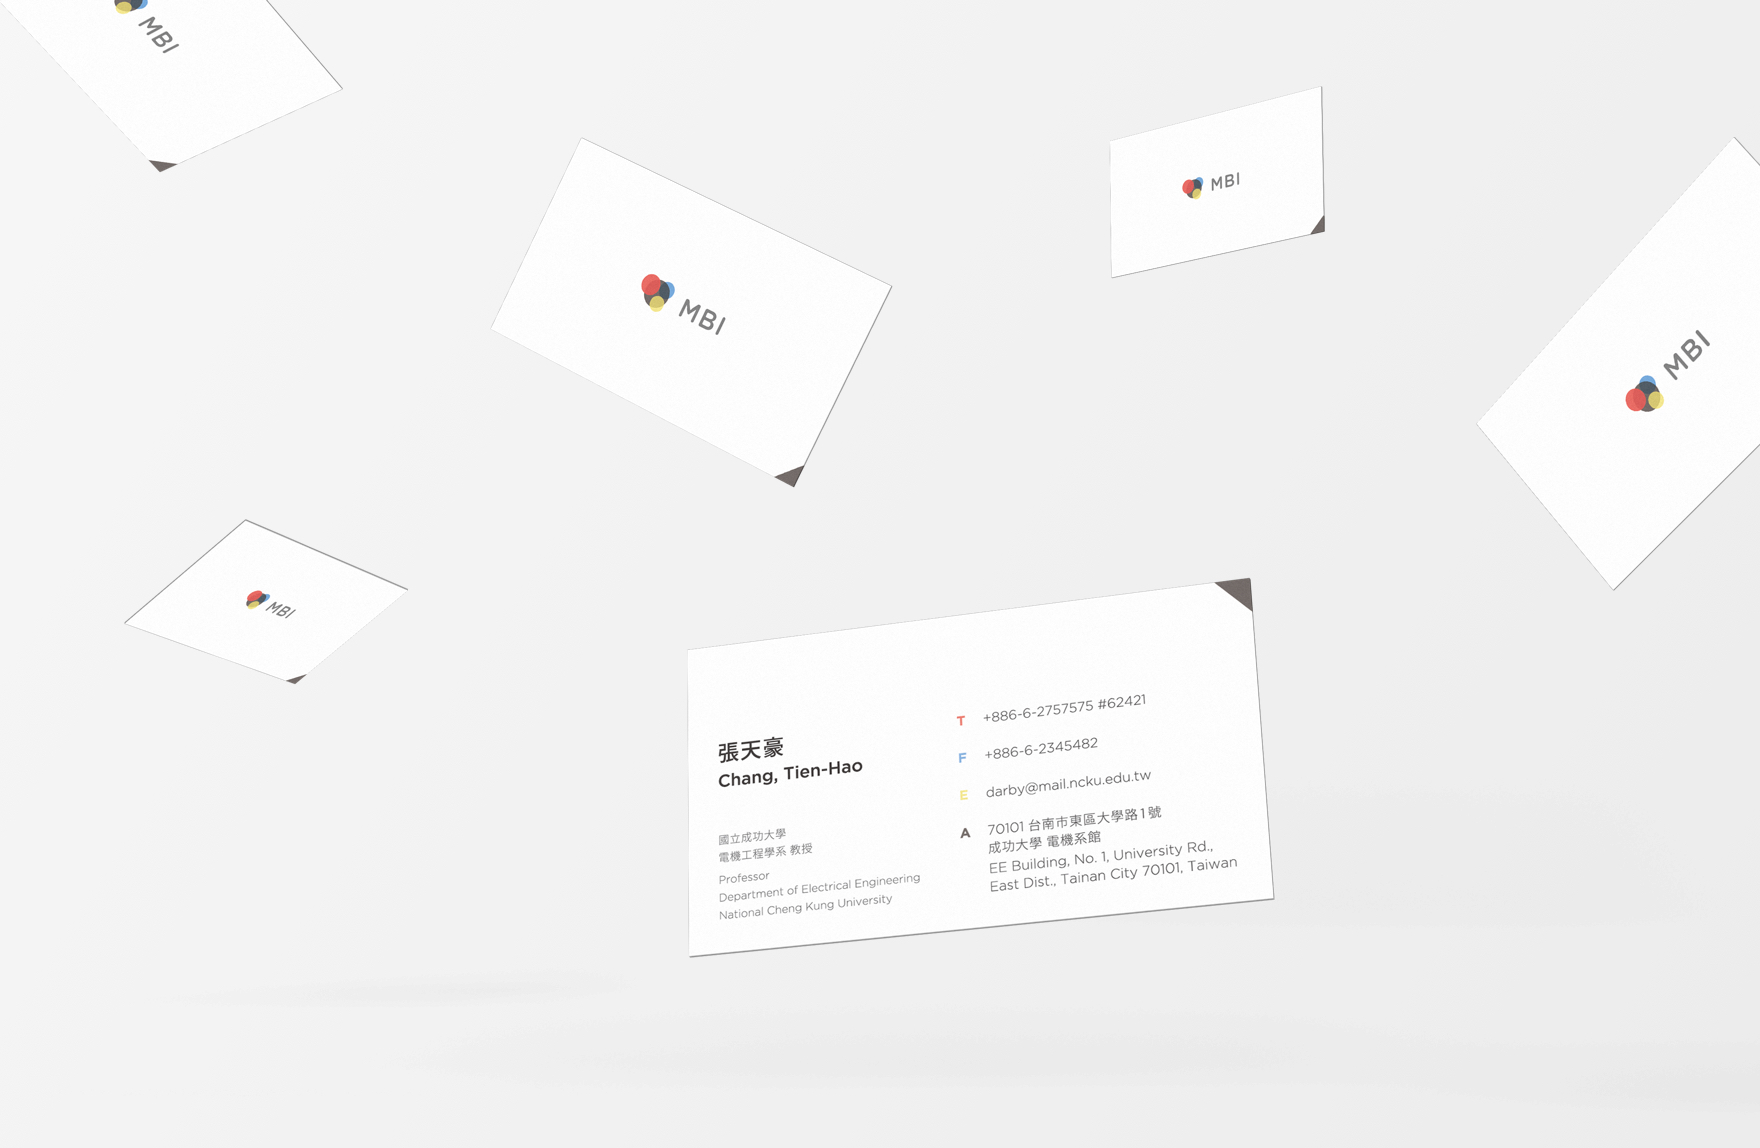 MBI
MBI
MBI
MBI
MBI
張天豪
Chang, Tien-Hao
國立成功大學
電機工程學系 教授
Professor
Department of Electrical Engineering
National Cheng Kung University
T +886-6-2757575 #62421
F +886-6-2345482
E darby@mail.ncku.edu.tw
A 70101 台南市東區大學路1號
成功大學 電機系館
EE Building, No. 1, University Rd.,
East Dist., Tainan City 70101, Taiwan